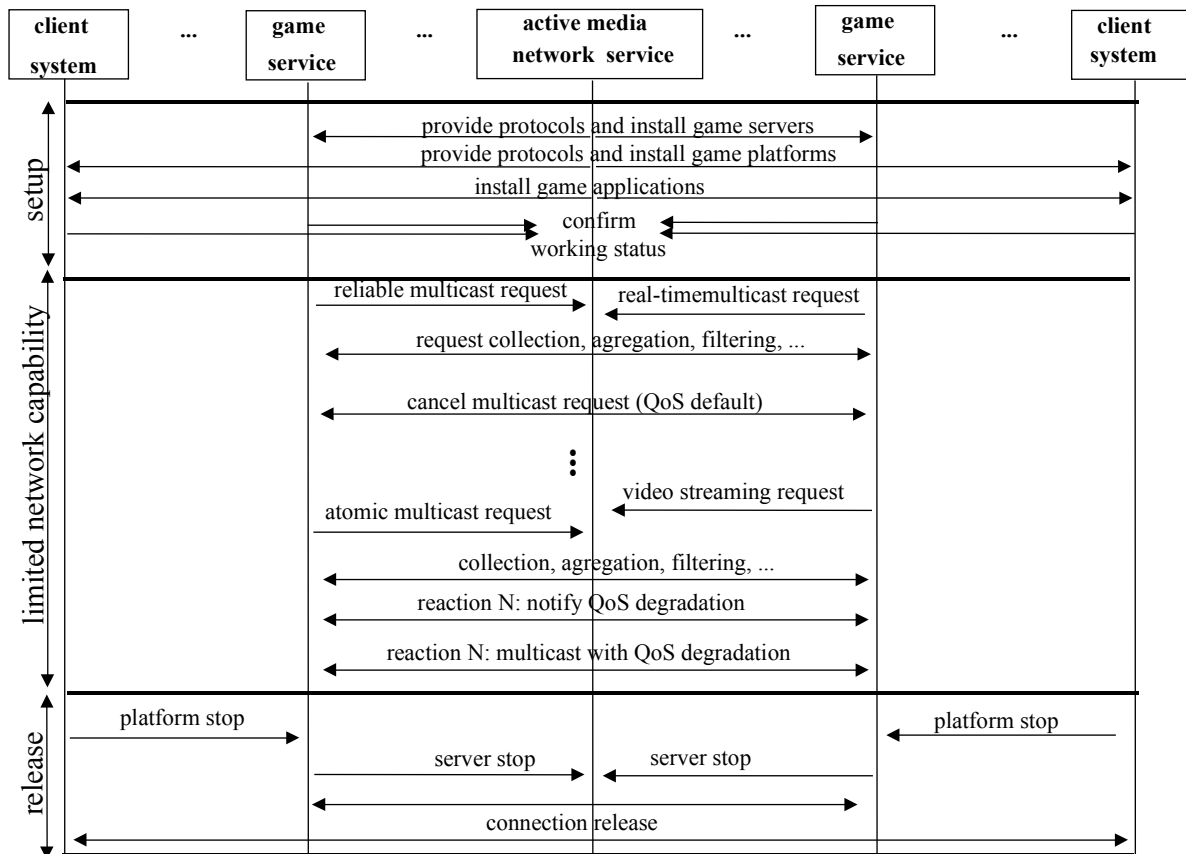 client
system
...
game
service
...
active media
network service
...
game
service
...
client
system
setup
provide protocols and install game servers
provide protocols and install game platforms
install game applications
confirm
working status
limited network capability
reliable multicast request
real-timemulticast request
request collection, agregation, filtering, ...
cancel multicast request (QoS default)
video streaming request
atomic multicast request
collection, agregation, filtering, ...
reaction N: notify QoS degradation
reaction N: multicast with QoS degradation
release
platform stop
platform stop
server stop
server stop
connection release